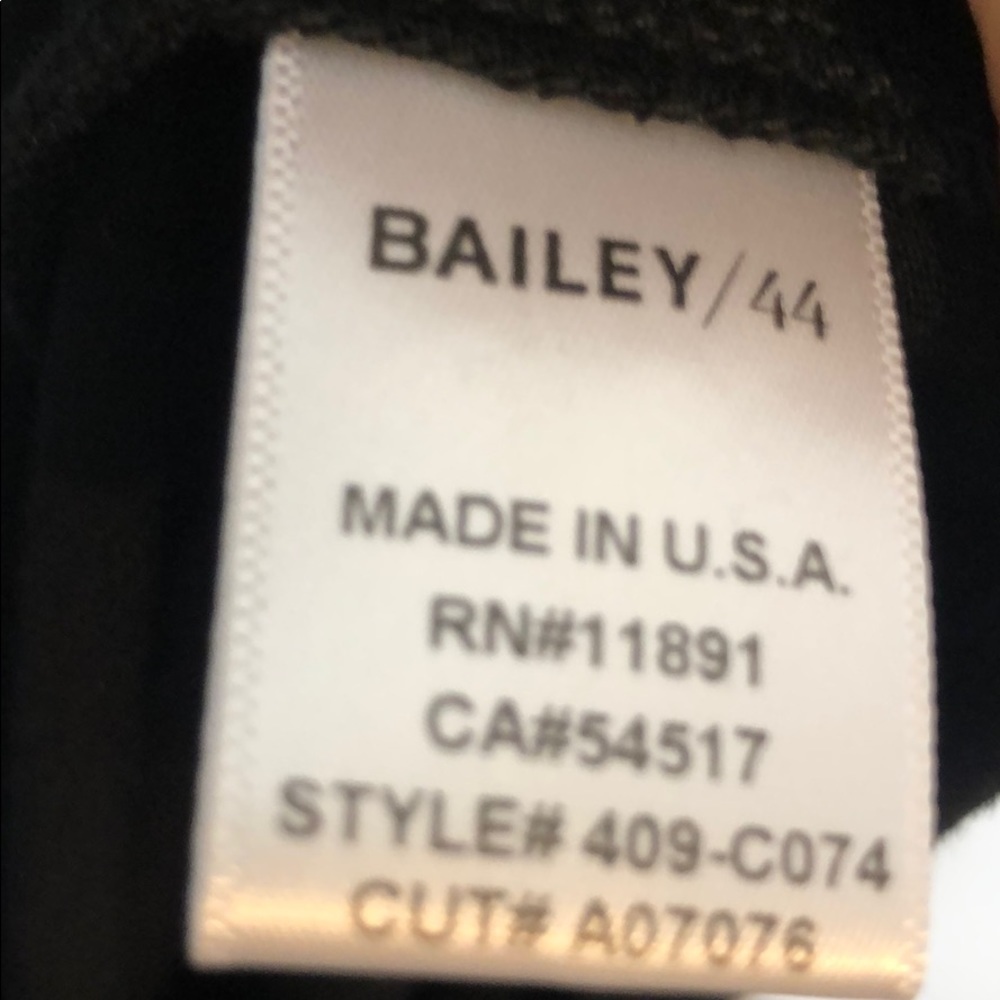 BAILEY/44
MADE IN U.S.A.
RN#11891
CA#54517
STYLE# 409-C074
CUT# A07076